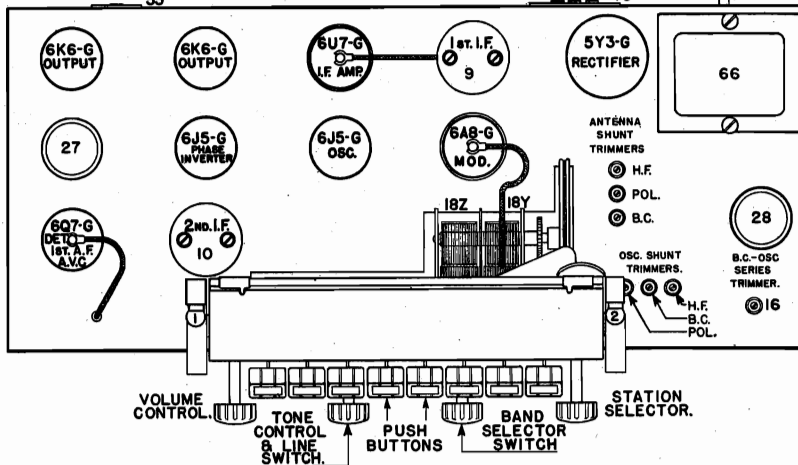 6K6-G
OUTPUT
6K6-G
OUTPUT
6U7-G
I.F. AMP.
1ST. I.F.
9
5Y3-G
RECTIFIER
66
27
6J5-G
PHASE
INVERTER
6J5-G
OSC.
6A8-G
MOD.
ANTENNA
SHUNT
TRIMMERS
H.F.
POL.
B.C.
6Q7-G
DET.
1ST. A.F.
A.V.C.
2ND. I.F.
10
18Z
18Y
28
OSC. SHUNT
TRIMMERS.
H.F.
B.C.
POL.
B.C.-OSC
SERIES
TRIMMER.
16
1
2
VOLUME
CONTROL.
TONE
CONTROL
& LINE
SWITCH.
PUSH
BUTTONS
BAND
SELECTOR
SWITCH
STATION
SELECTOR.